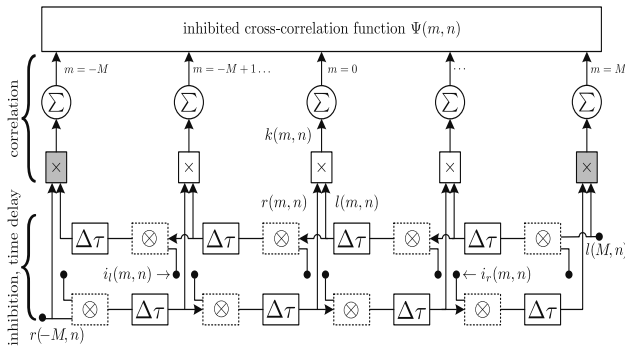 inhibited cross-correlation function Ψ(m, n)
m = −M
m = −M + 1 ...
m = 0
...
m = M
Σ Σ Σ Σ Σ
correlation
k(m, n)
× × × × ×
r(m, n) l(m, n)
Δτ ⊗ Δτ ⊗ Δτ ⊗ Δτ ⊗
l(M, n)
inhibition, time delay
i_l(m, n) → ← i_r(m, n)
⊗ Δτ ⊗ Δτ ⊗ Δτ ⊗ Δτ
r(−M, n)